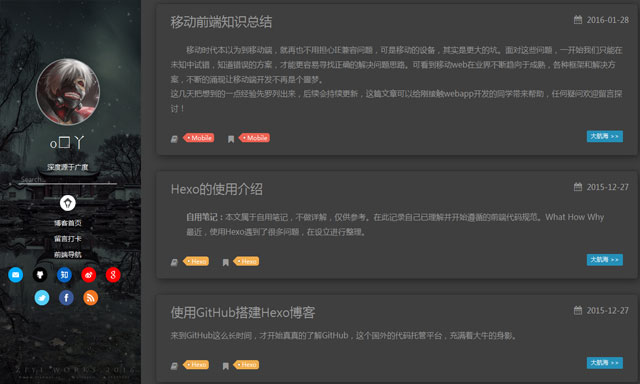 o□丫
深度源于广度
Search...
博客首页
留言打卡
前端导航
知
移动前端知识总结
2016-01-28
移动时代本以为到移动端，就再也不用担心IE兼容问题，可是移动的设备，其实是更大的坑。面对这些问题，一开始我们只能在
未知中试错，知道错误的方案，才能更容易寻找正确的解决问题思路。可看到移动web在业界不断趋向于成熟，各种框架和解决方
案，不断的涌现让移动端开发不再是个噩梦。
这几天把想到的一点经验先罗列出来，后续会持续更新，这篇文章可以给刚接触webapp开发的同学带来帮助，任何疑问欢迎留言探
讨！
Mobile
Mobile
大航海 >>
Hexo的使用介绍
2015-12-27
自用笔记：本文属于自用笔记，不做详解，仅供参考。在此记录自己已理解并开始遵循的前端代码规范。What How Why
最近，使用Hexo遇到了很多问题，在设立进行整理。
Hexo
Hexo
大航海 >>
使用GitHub搭建Hexo博客
2015-12-27
来到GitHub这么长时间，才开始真真的了解GitHub，这个国外的代码托管平台，充满着大牛的身影。
Hexo
Hexo
大航海 >>